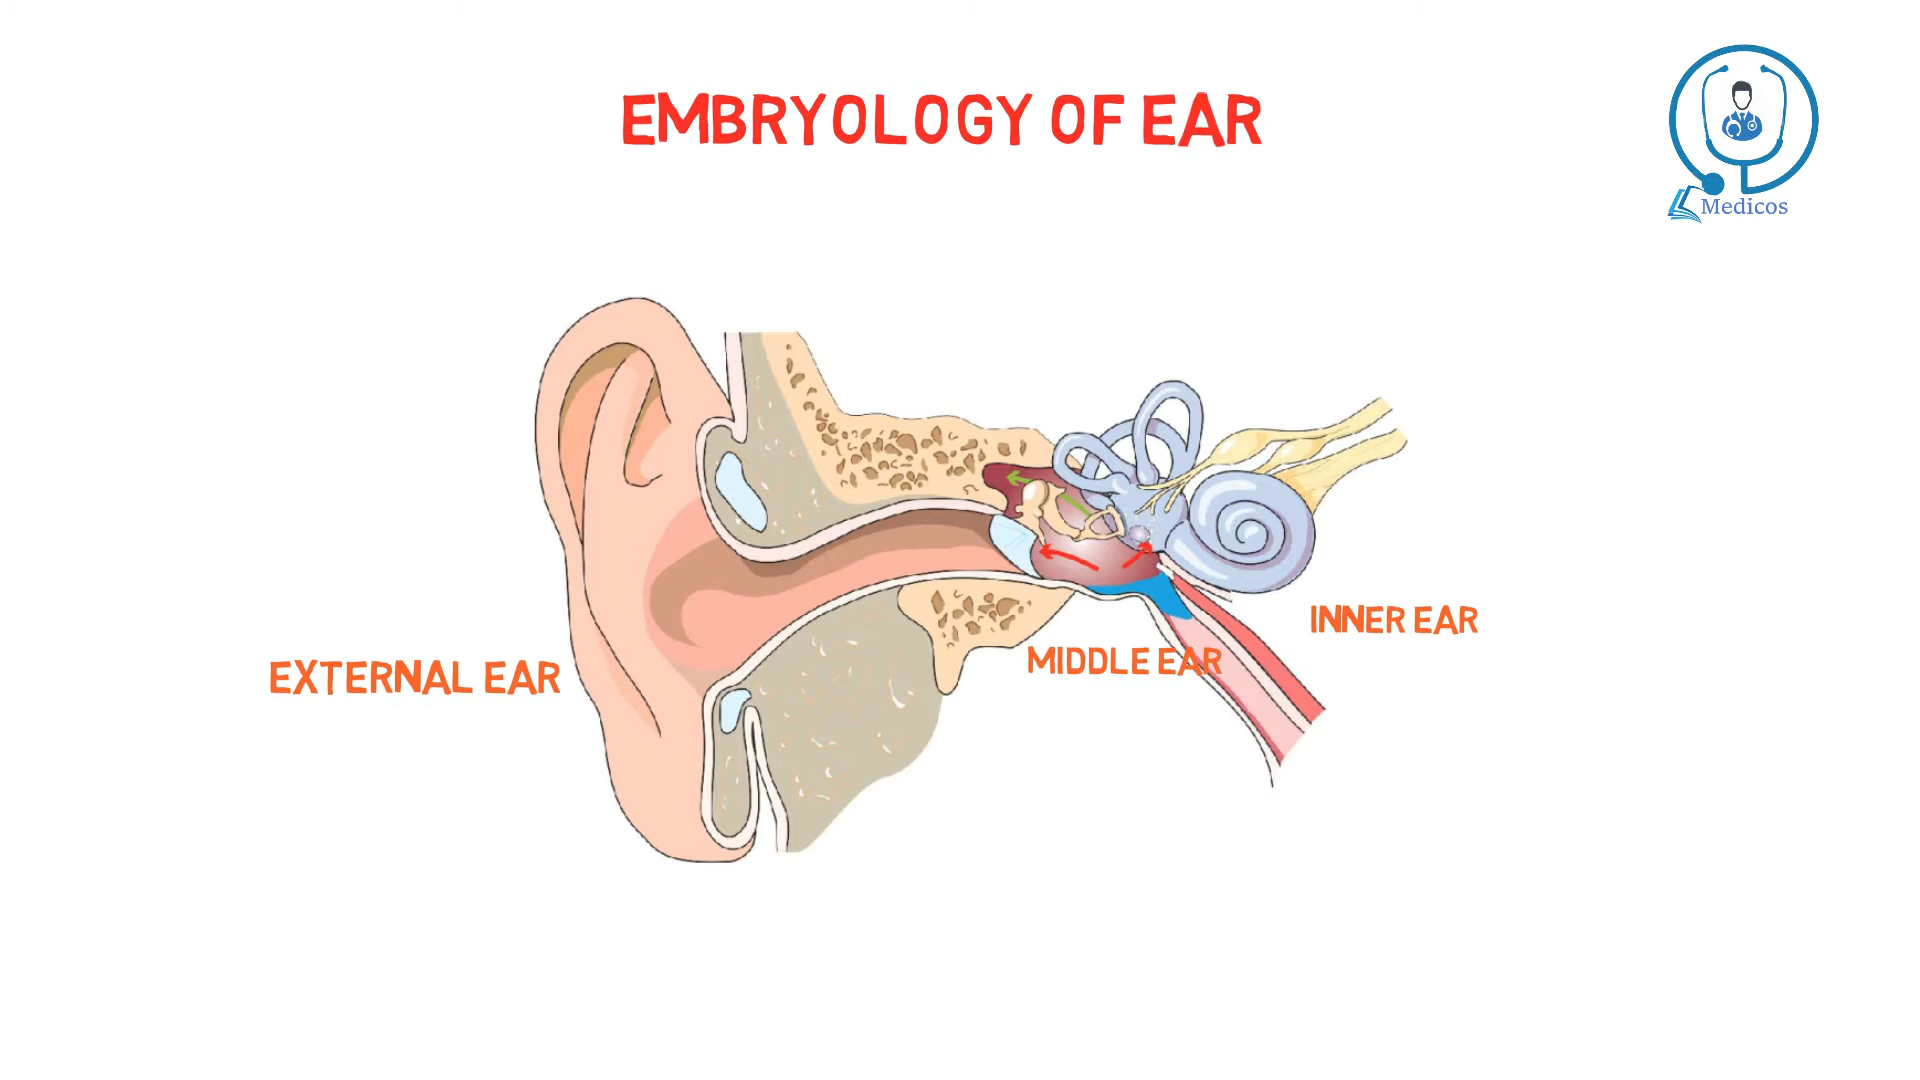 EMBRYOLOGY OF EAR
Medicos
INNER EAR
MIDDLE EAR
EXTERNAL EAR